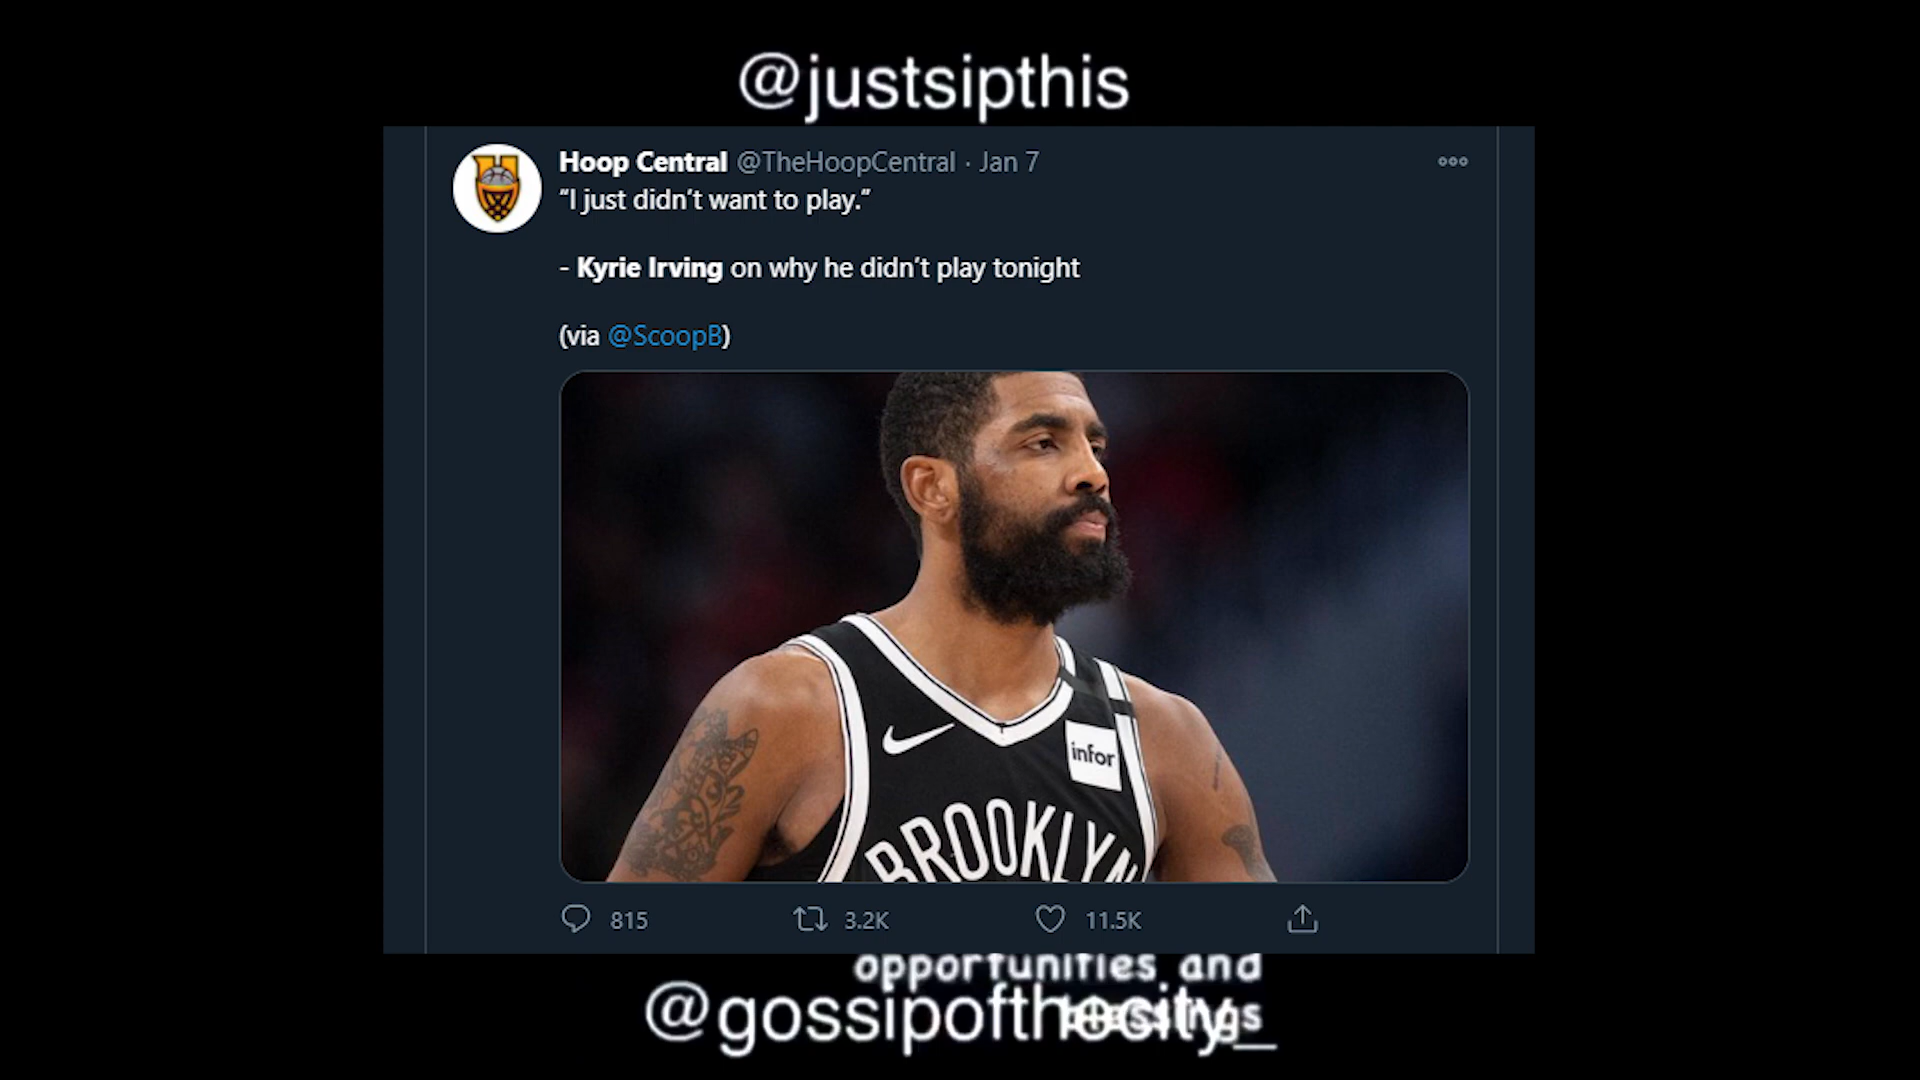 @justsipthis
Hoop Central @TheHoopCentral · Jan 7
“I just didn’t want to play.”
- Kyrie Irving on why he didn’t play tonight
(via @ScoopB)
infor
BROOKLYN
815 3.2K 11.5K
opportunities and
blessings
@gossipofthecity_